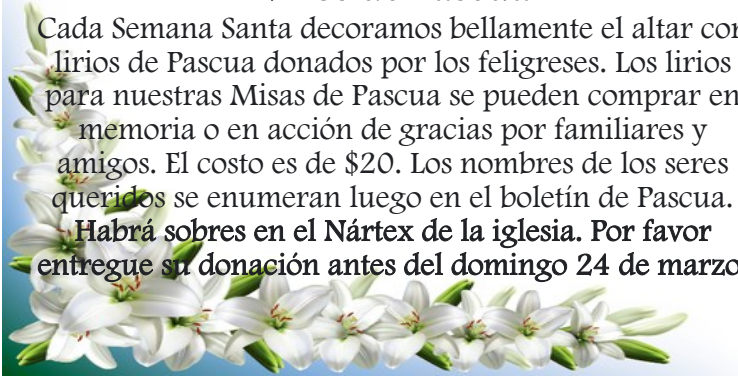 Cada Semana Santa decoramos bellamente el altar con
lirios de Pascua donados por los feligreses. Los lirios
para nuestras Misas de Pascua se pueden comprar en
memoria o en acción de gracias por familiares y
amigos. El costo es de $20. Los nombres de los seres
queridos se enumeran luego en el boletín de Pascua.
Habrá sobres en el Nártex de la iglesia. Por favor
entregue su donación antes del domingo 24 de marzo